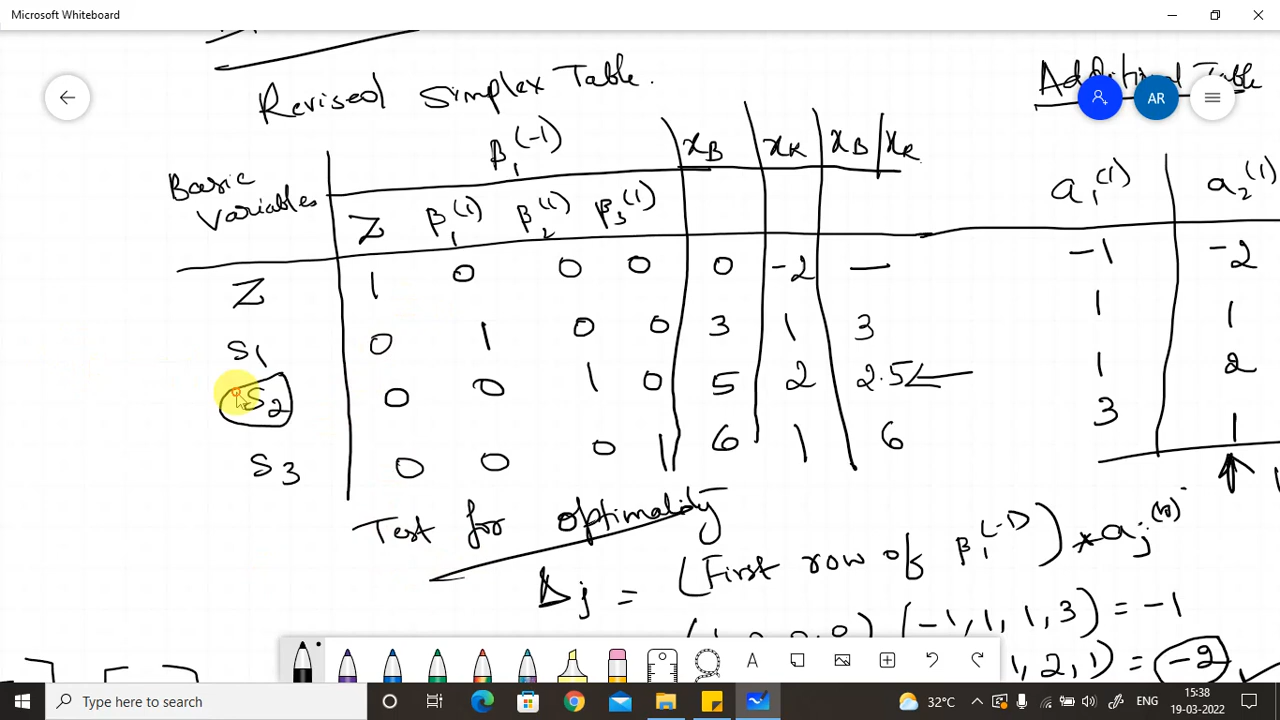 Microsoft Whiteboard
Revised Simplex Table.
Additional Table
AR
Basic Variables
β₁⁽⁻¹⁾ xB xK xB/xK
Z β₁⁽¹⁾ β₂⁽¹⁾ β₃⁽¹⁾
a₁⁽¹⁾ a₂⁽¹⁾
Z 1 0 0 0 0 -2 — -1 -2
S1 0 1 0 0 3 1 3 1 1
S2 0 0 1 0 5 2 2.5 1 2
S3 0 0 0 1 6 1 6 3 1
Test for optimality
Δj = (First row of β₁⁽⁻¹⁾) * aj
(-1, 1, 1, 3) = -1
, 2, 1) = -2
Type here to search
32°C
ENG
15:38
19-03-2022